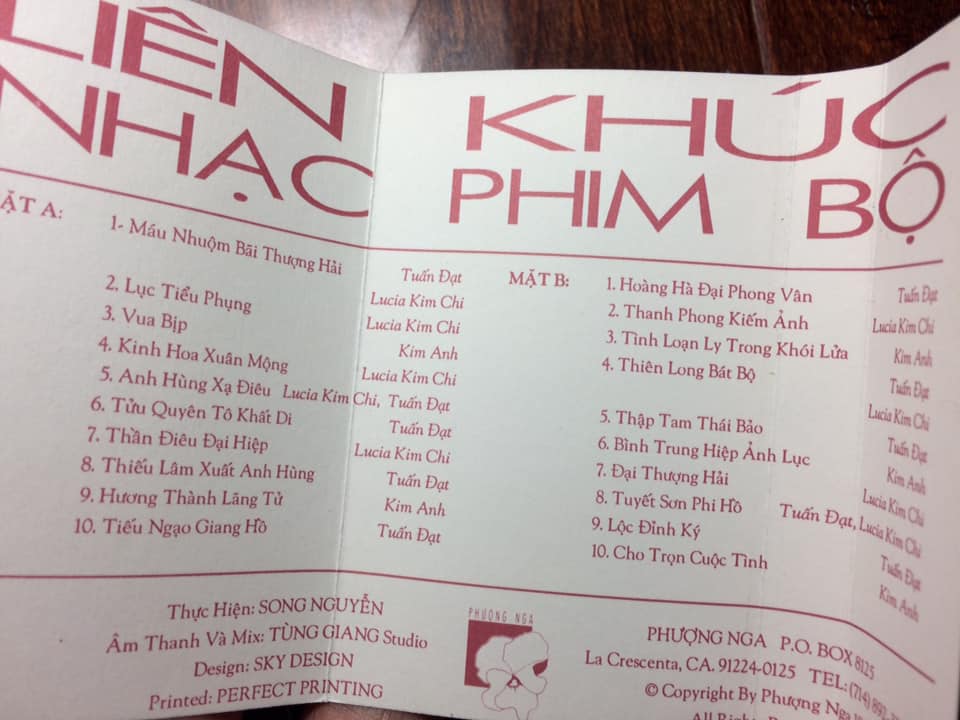 LIÊN KHÚC
NHẠC PHIM BỘ
ẶT A:
1- Máu Nhuộm Bãi Thượng Hải Tuấn Đạt
Lucia Kim Chi
2. Lục Tiểu Phụng Lucia Kim Chi
3. Vua Bịp Kim Anh
4. Kinh Hoa Xuân Mộng Lucia Kim Chi
5. Anh Hùng Xạ Điêu Lucia Kim Chi, Tuấn Đạt
6. Tửu Quyên Tô Khất Di Tuấn Đạt
7. Thần Điêu Đại Hiệp Lucia Kim Chi
8. Thiếu Lâm Xuất Anh Hùng Tuấn Đạt
9. Hương Thành Lãng Tử Kim Anh
10. Tiếu Ngạo Giang Hồ Tuấn Đạt
MẶT B:
1. Hoàng Hà Đại Phong Vân Tuấn Đạt
2. Thanh Phong Kiếm Ảnh Lucia Kim Chi
3. Tình Loạn Ly Trong Khói Lửa Kim Anh
4. Thiên Long Bát Bộ Tuấn Đạt
Lucia Kim Chi
5. Thập Tam Thái Bảo Tuấn Đạt
6. Bình Trung Hiệp Ảnh Lục Kim Anh
7. Đại Thượng Hải Lucia Kim Chi
8. Tuyết Sơn Phi Hồ Tuấn Đạt, Lucia Kim Chi
9. Lộc Đỉnh Ký Tuấn Đạt
10. Cho Trọn Cuộc Tình Kim Anh
Thực Hiện: SONG NGUYỄN
Âm Thanh Và Mix: TÙNG GIANG Studio
Design: SKY DESIGN
Printed: PERFECT PRINTING
PHƯỢNG NGA
PHƯỢNG NGA P.O. BOX 8125
La Crescenta, CA. 91224-0125 TEL: (714) 892-
© Copyright By Phượng Nga
All Rights